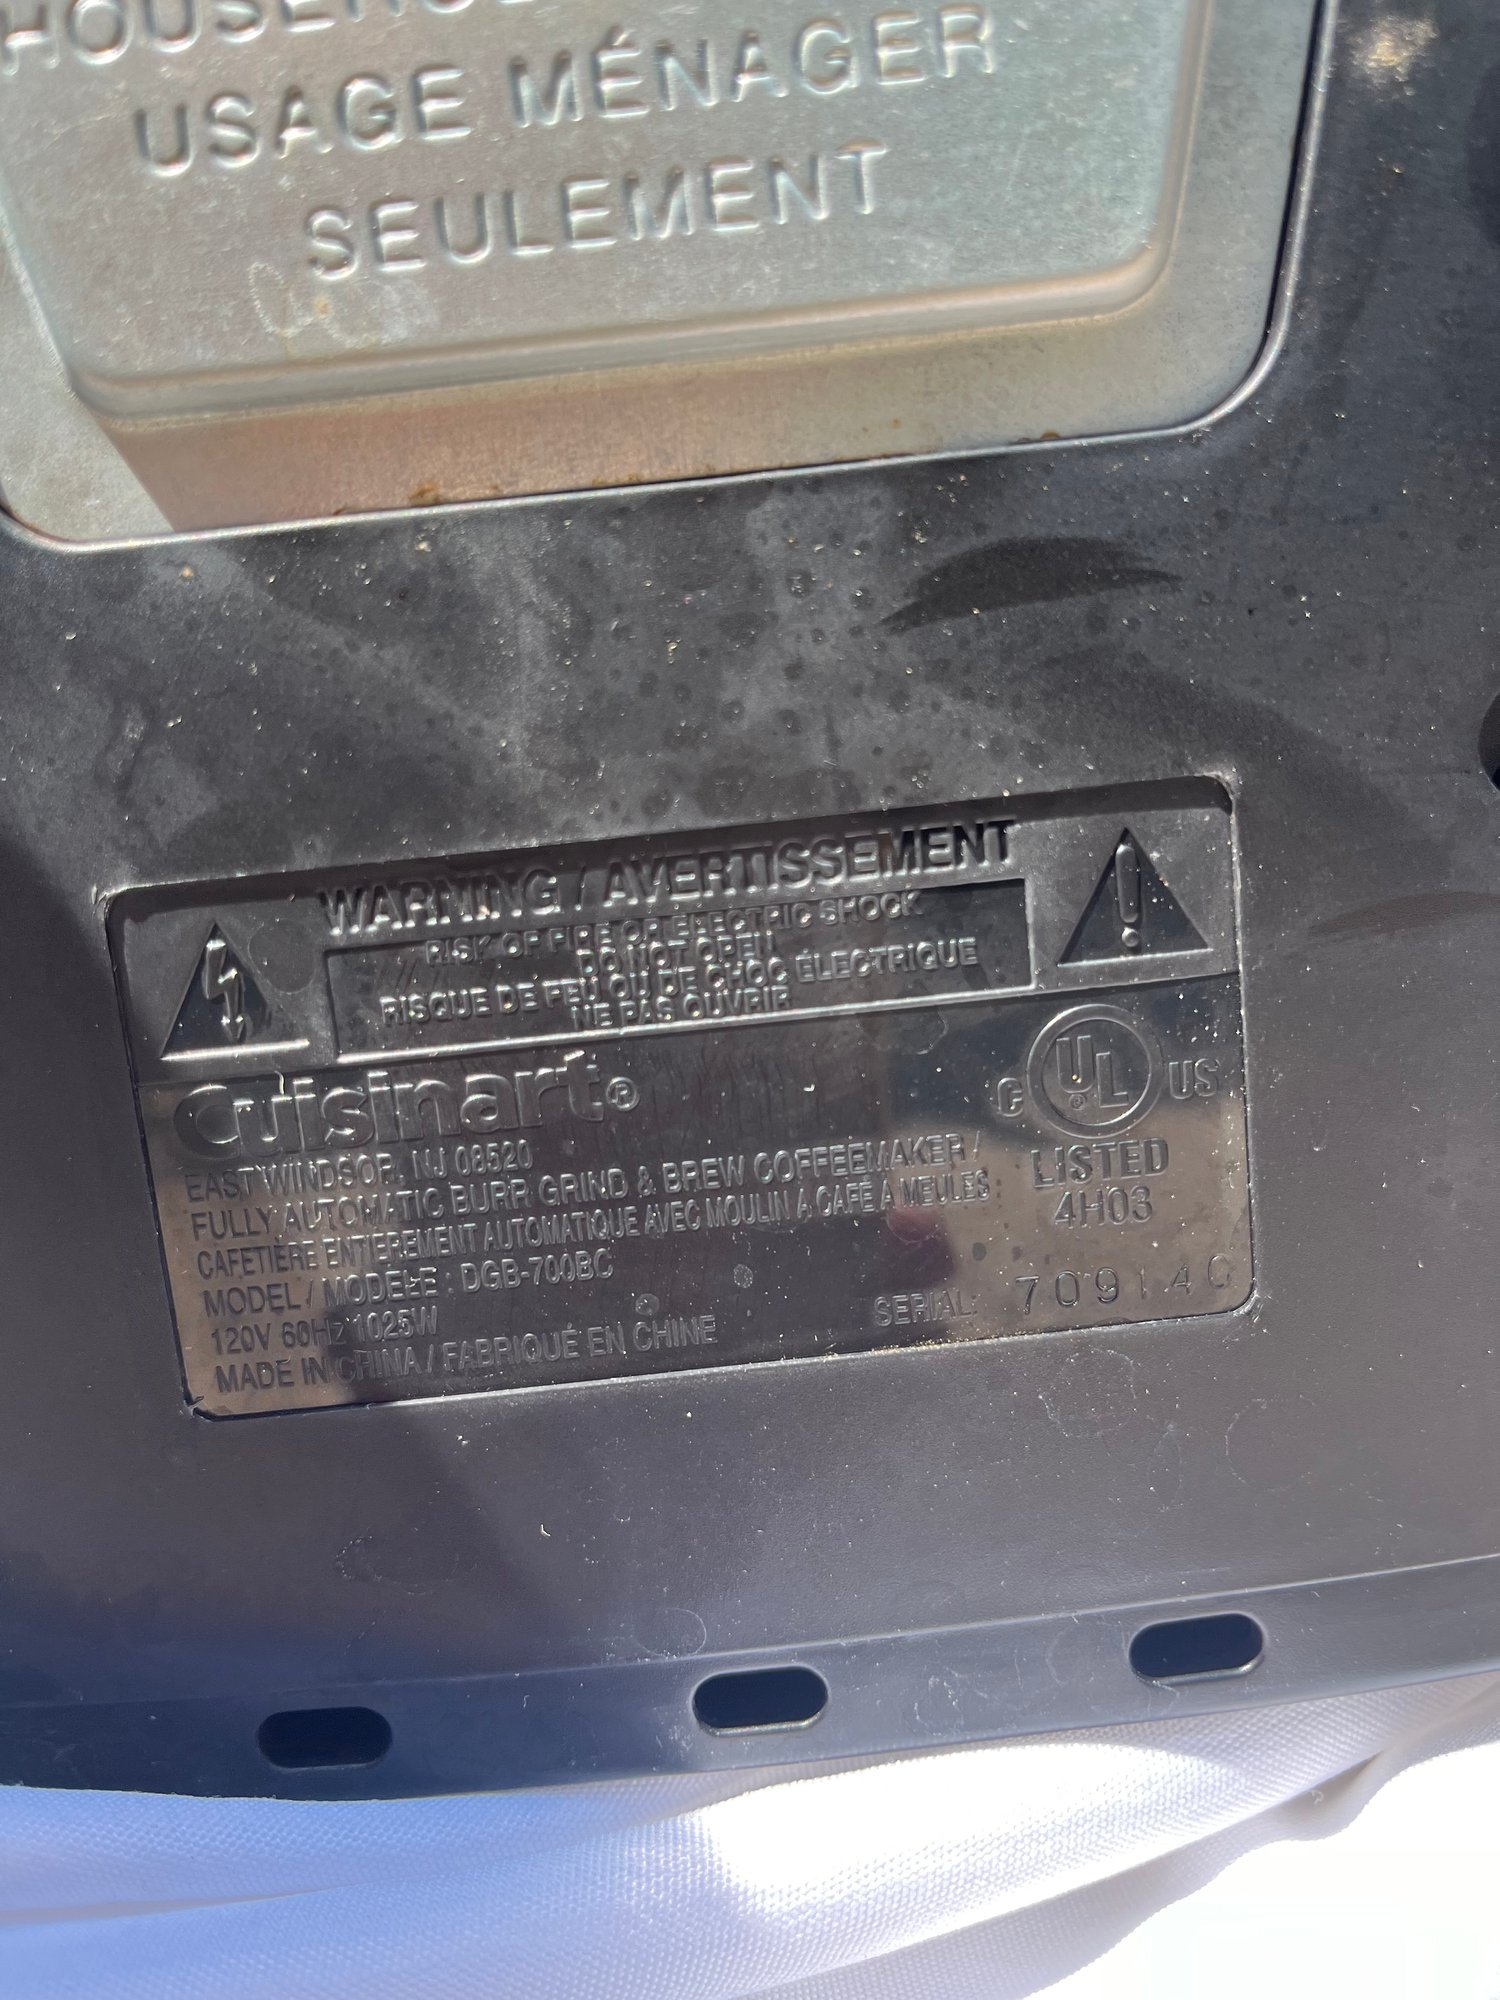 USAGE MÉNAGER
SEULEMENT
WARNING / AVERTISSEMENT
RISK OF FIRE OR ELECTRIC SHOCK
DO NOT OPEN
RISQUE DE FEU OU DE CHOC ÉLECTRIQUE
NE PAS OUVRIR
Cuisinart®
EAST WINDSOR, NJ 08520
FULLY AUTOMATIC BURR GRIND & BREW COFFEEMAKER /
CAFETIÈRE ENTIEREMENT AUTOMATIQUE AVEC MOULIN À CAFÉ À MEULES
MODEL / MODÈLE : DGB-700BC
120V 60Hz 1025W
MADE IN CHINA / FABRIQUÉ EN CHINE
C UL® US
LISTED
4H03
SERIAL: